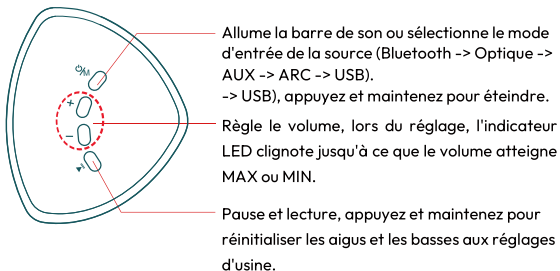 Allume la barre de son ou sélectionne le mode
d'entrée de la source (Bluetooth -> Optique ->
AUX -> ARC -> USB).
-> USB), appuyez et maintenez pour éteindre.
Règle le volume, lors du réglage, l'indicateur
LED clignote jusqu'à ce que le volume atteigne
MAX ou MIN.
Pause et lecture, appuyez et maintenez pour
réinitialiser les aigus et les basses aux réglages
d'usine.